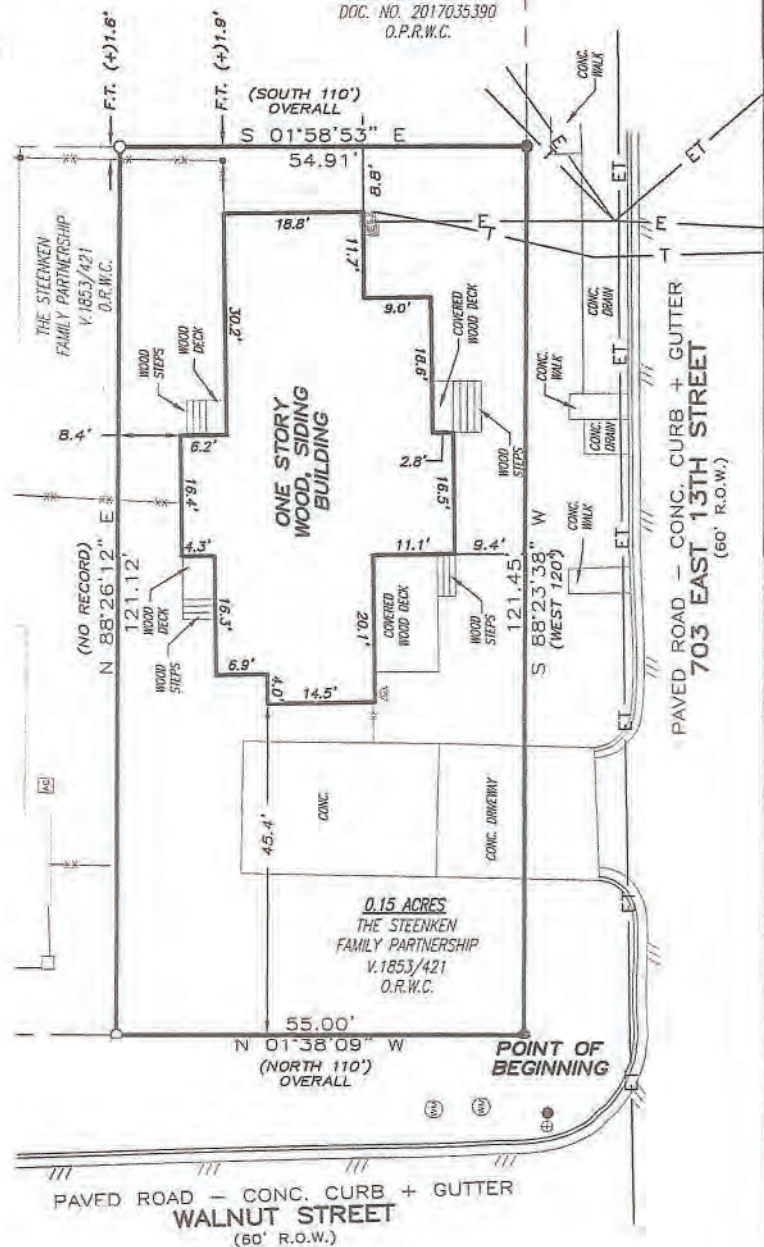 DOC. NO. 2017035390
O.P.R.W.C.
F.T. (+)1.6'
F.T. (+)1.9'
(SOUTH 110')
OVERALL
S 01°58'53" E
54.91'
CONC.
WALK
E
T
ET
ET
E
T
8.8'
18.8'
11.7'
THE STEENKEN
FAMILY PARTNERSHIP
V.1853/421
O.R.W.C.
30.2'
9.0'
COVERED
WOOD DECK
18.6'
CONC.
DRAIN
ET
WOOD
STEPS
WOOD
DECK
CONC.
WALK
8.4'
6.2'
ONE STORY
WOOD, SIDING
BUILDING
2.8'
WOOD
STEPS
CONC.
DRAIN
16.4'
16.5'
ET
4.3'
11.1'
9.4'
CONC.
WALK
(NO RECORD)
N 88°26'12" E
121.12'
WOOD
DECK
16.3'
20.1'
COVERED
WOOD DECK
WOOD
STEPS
121.45'
S 88°23'38" W
(WEST 120')
WOOD
STEPS
6.9'
4.0'
14.5'
ET
PAVED ROAD - CONC. CURB + GUTTER
703 EAST 13TH STREET
(60' R.O.W.)
AC
45.4'
CONC.
CONC. DRIVEWAY
0.15 ACRES
THE STEENKEN
FAMILY PARTNERSHIP
V.1853/421
O.R.W.C.
E
55.00'
N 01°38'09" W
(NORTH 110')
OVERALL
POINT OF
BEGINNING
E
WM
WM
PAVED ROAD - CONC. CURB + GUTTER
WALNUT STREET
(60' R.O.W.)